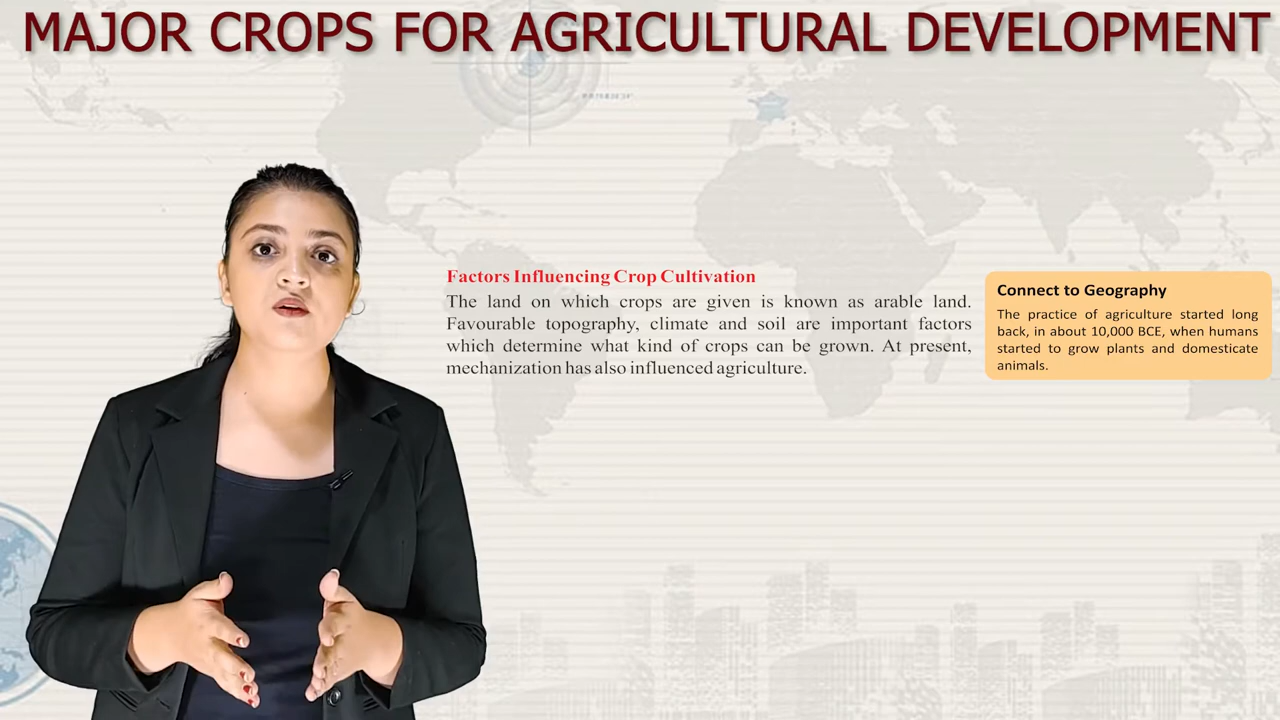 MAJOR CROPS FOR AGRICULTURAL DEVELOPMENT
Factors Influencing Crop Cultivation
The land on which crops are given is known as arable land.
Favourable topography, climate and soil are important factors
which determine what kind of crops can be grown. At present,
mechanization has also influenced agriculture.
Connect to Geography
The practice of agriculture started long
back, in about 10,000 BCE, when humans
started to grow plants and domesticate
animals.